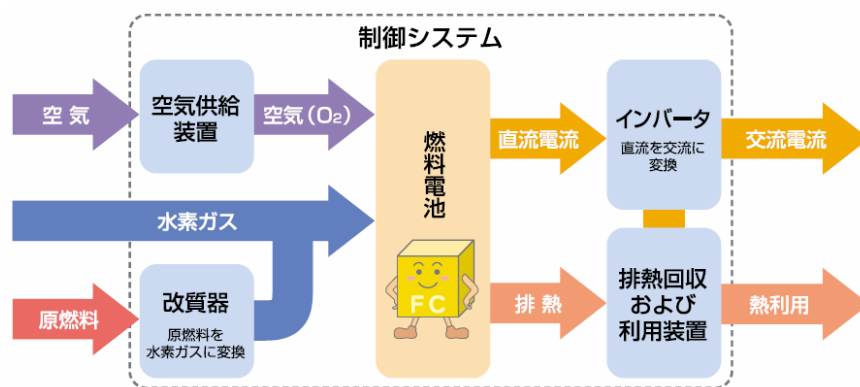 制御システム
空気
空気供給
装置
空気(O₂)
燃料電池
直流電流
インバータ
直流を交流に
変換
交流電流
水素ガス
原燃料
改質器
原燃料を
水素ガスに変換
FC
排熱
排熱回収
および
利用装置
熱利用